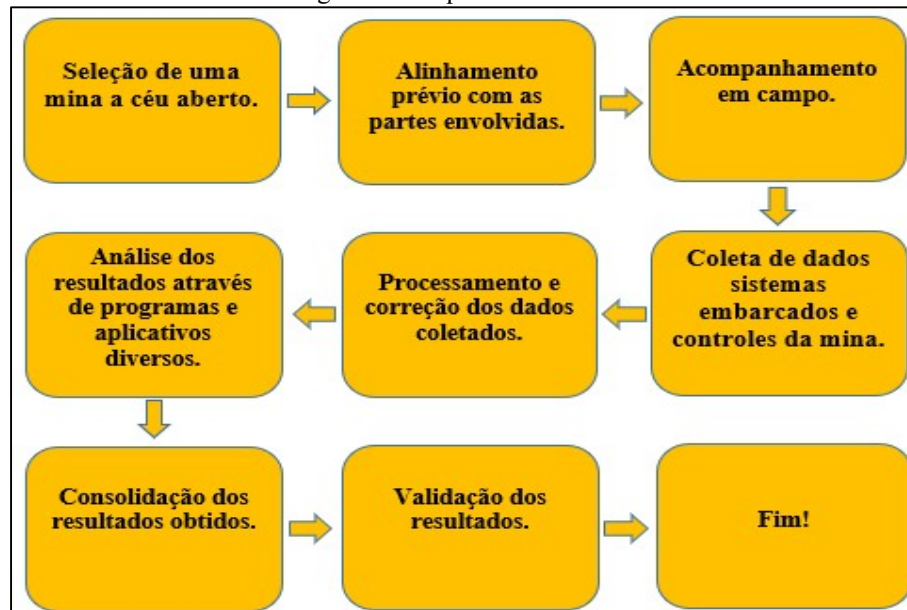 Seleção de uma
mina a céu aberto.
Alinhamento
prévio com as
partes envolvidas.
Acompanhamento
em campo.
Coleta de dados
sistemas
embarcados e
controles da mina.
Processamento e
correção dos dados
coletados.
Análise dos
resultados através
de programas e
aplicativos
diversos.
Consolidação dos
resultados obtidos.
Validação dos
resultados.
Fim!